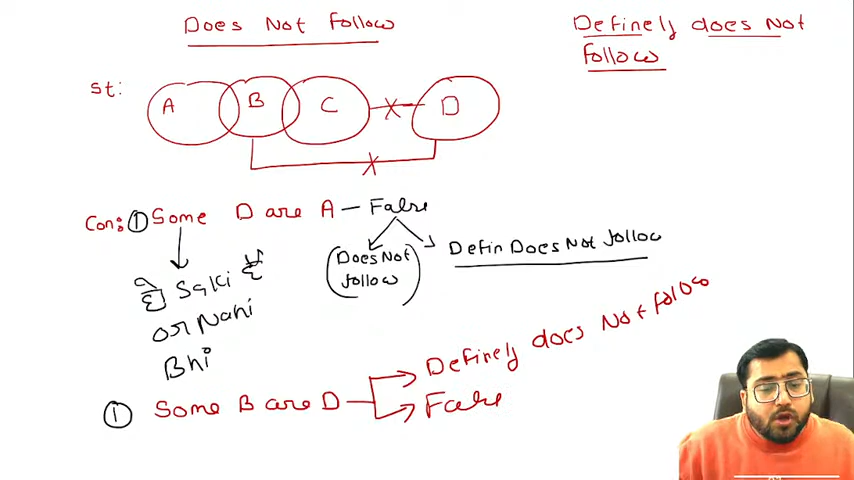 Does Not Follow
Definely does Not
follow
St:
A B C D
Con: ① Some D are A - False
Does Not
follow
Defin Does Not follow
Saki
or Nahi
Bhi
Definely does Not follow
① Some B are D
False